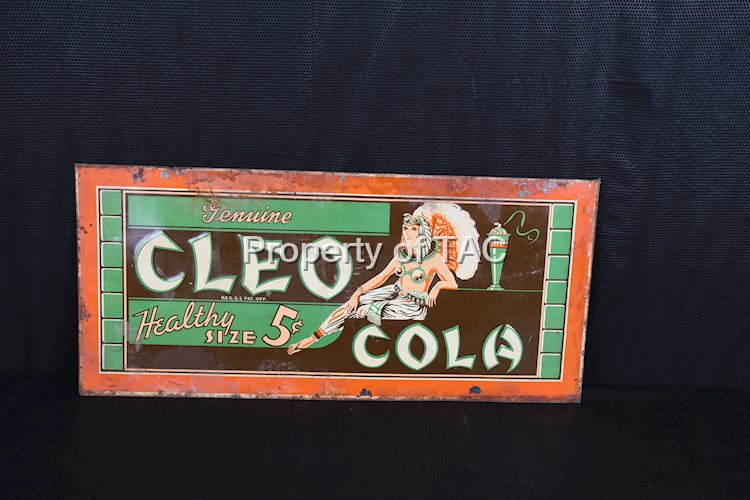 Genuine
CLEO
Property of TAC
REG. U.S. PAT. OFF.
Healthy
SIZE 5¢
COLA